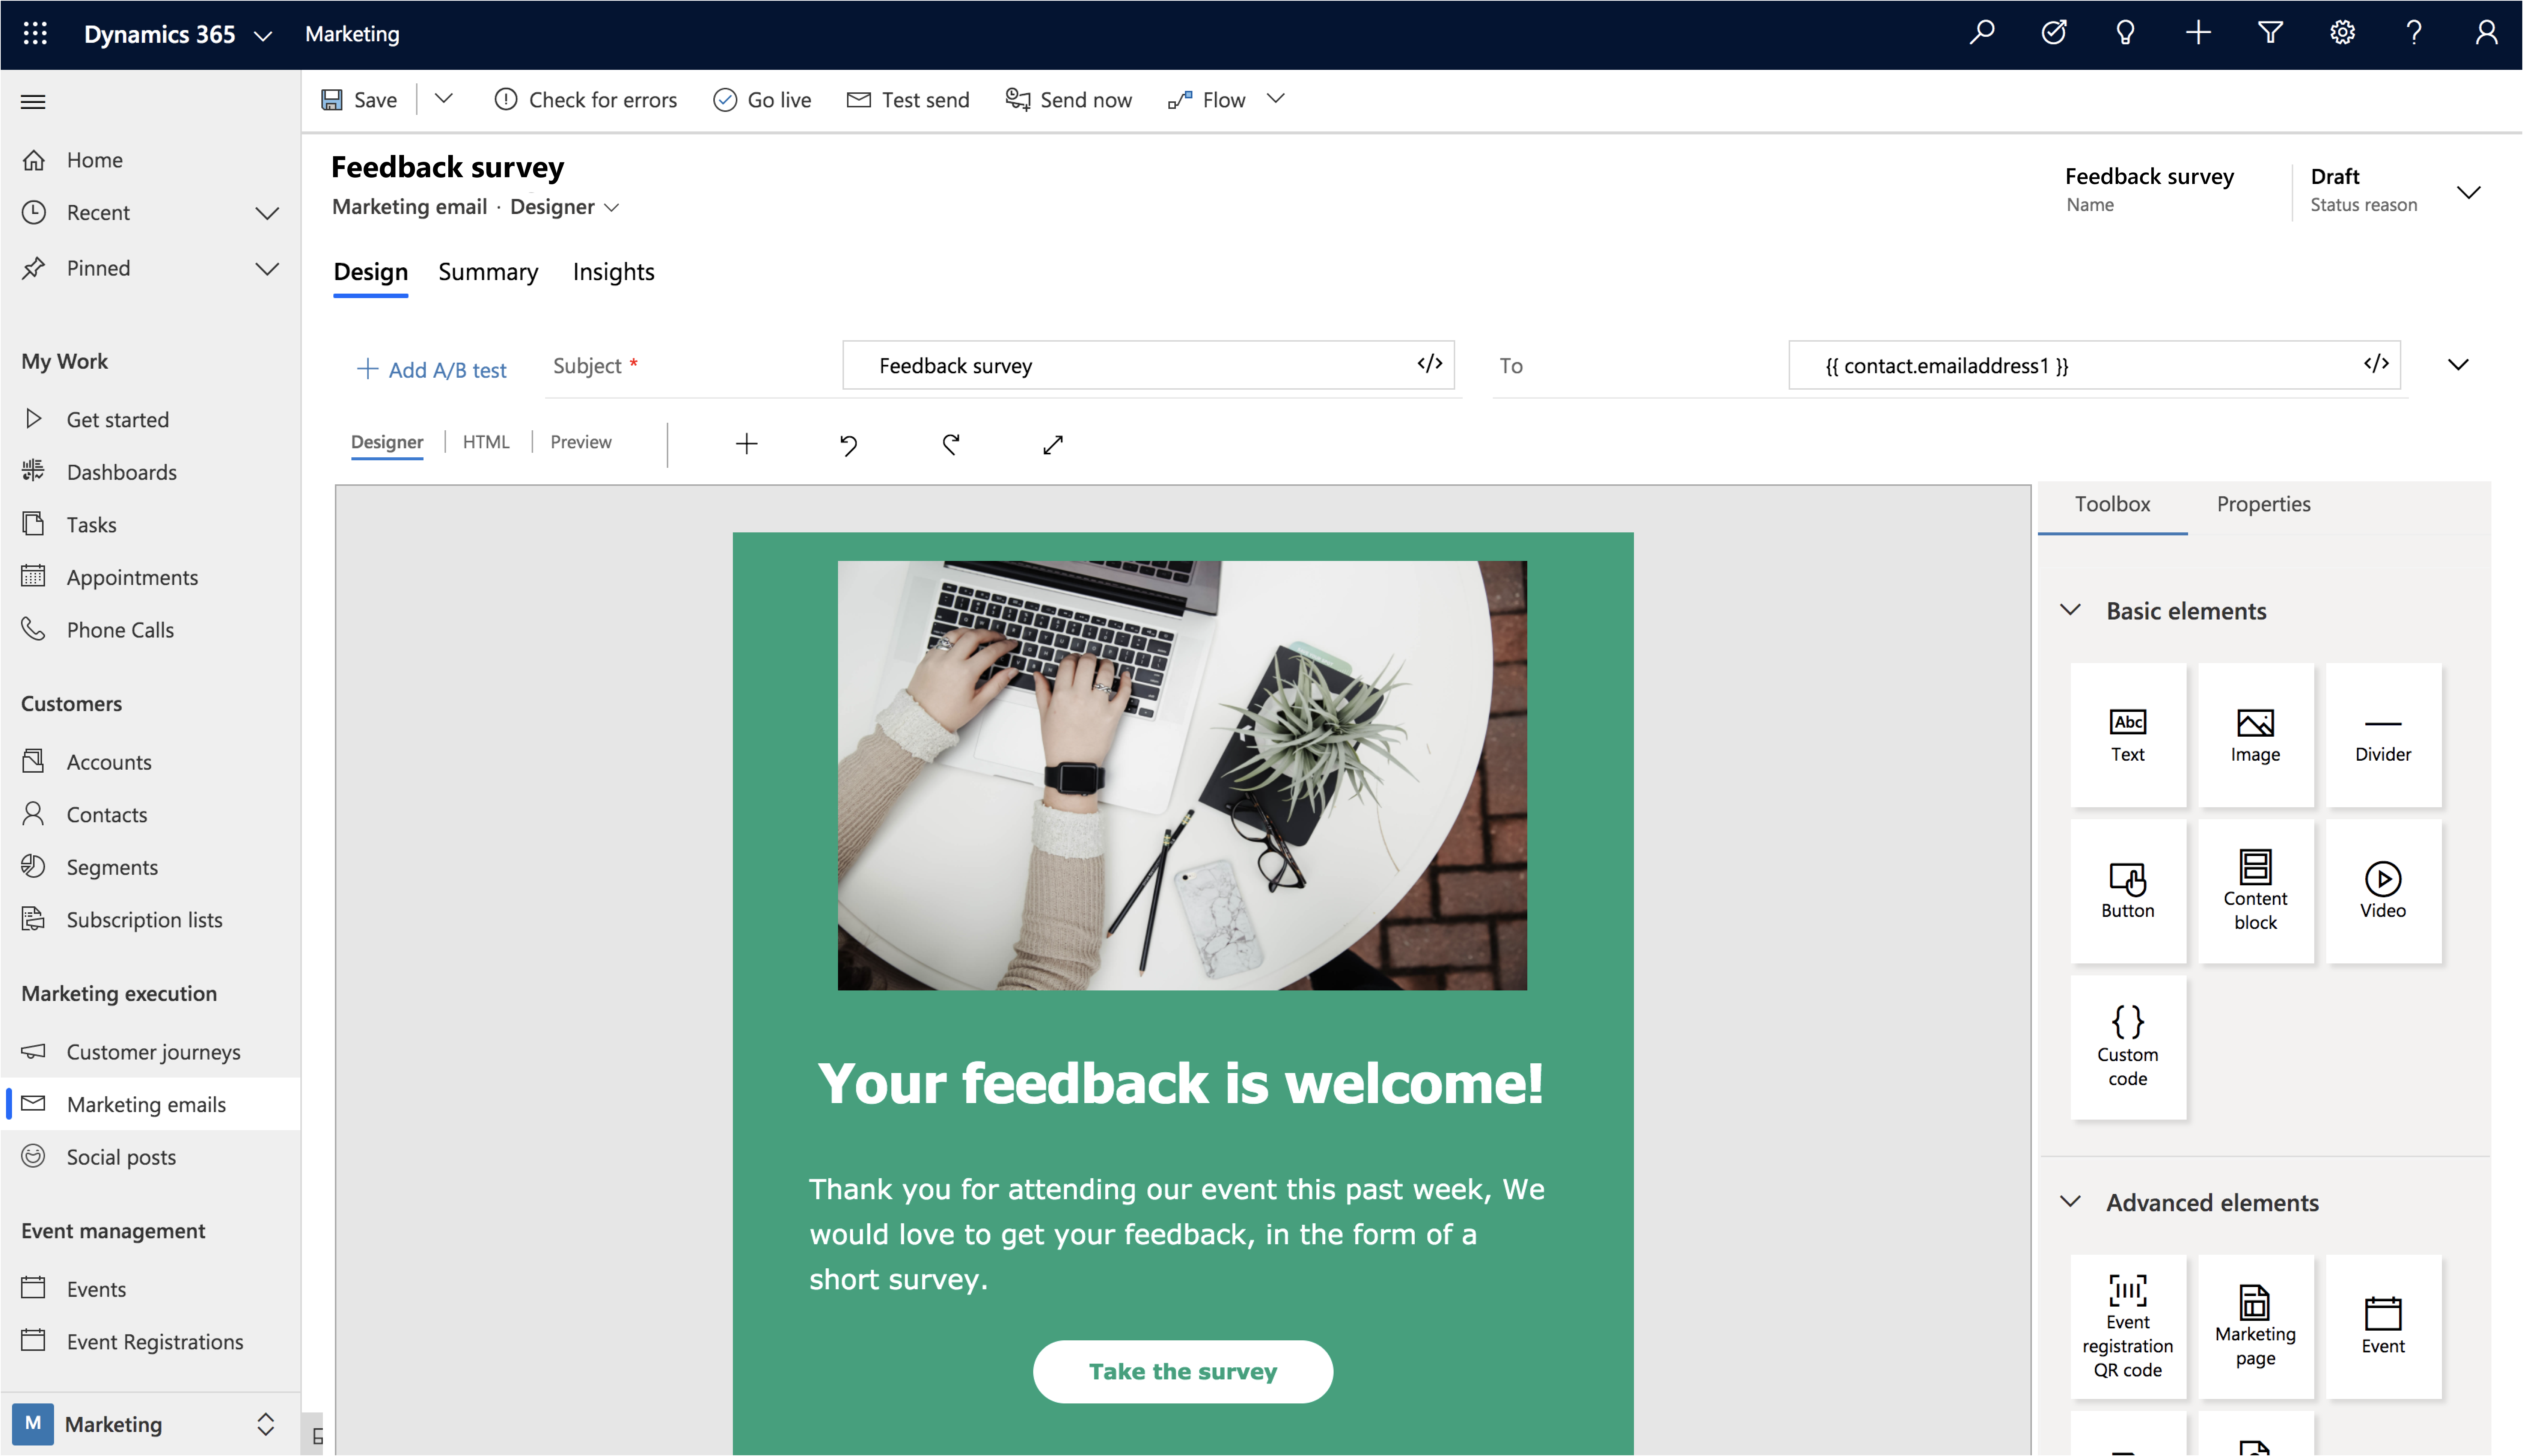 Dynamics 365
Marketing
Save
Check for errors
Go live
Test send
Send now
Flow
Home
Recent
Pinned
My Work
Get started
Dashboards
Tasks
Appointments
Phone Calls
Customers
Accounts
Contacts
Segments
Subscription lists
Marketing execution
Customer journeys
Marketing emails
Social posts
Event management
Events
Event Registrations
M
Marketing
Feedback survey
Marketing email · Designer
Feedback survey
Name
Draft
Status reason
Design
Summary
Insights
+ Add A/B test
Subject *
Feedback survey
</>
To
{{ contact.emailaddress1 }}
</>
Designer
HTML
Preview
Your feedback is welcome!
Thank you for attending our event this past week, We
would love to get your feedback, in the form of a
short survey.
Take the survey
Toolbox
Properties
Basic elements
Abc
Text
Image
Divider
Button
Content
block
Video
{ }
Custom
code
Advanced elements
Event
registration
QR code
Marketing
page
Event